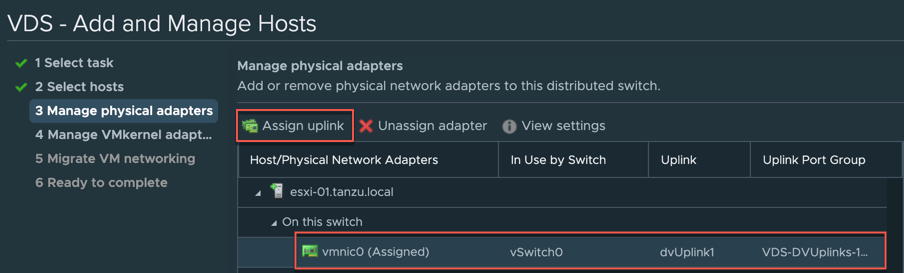 VDS - Add and Manage Hosts
1 Select task
2 Select hosts
3 Manage physical adapters
4 Manage VMkernel adapt...
5 Migrate VM networking
6 Ready to complete
Manage physical adapters
Add or remove physical network adapters to this distributed switch.
Assign uplink Unassign adapter View settings
Host/Physical Network Adapters In Use by Switch Uplink Uplink Port Group
esxi-01.tanzu.local
On this switch
vmnic0 (Assigned) vSwitch0 dvUplink1 VDS-DVUplinks-1...